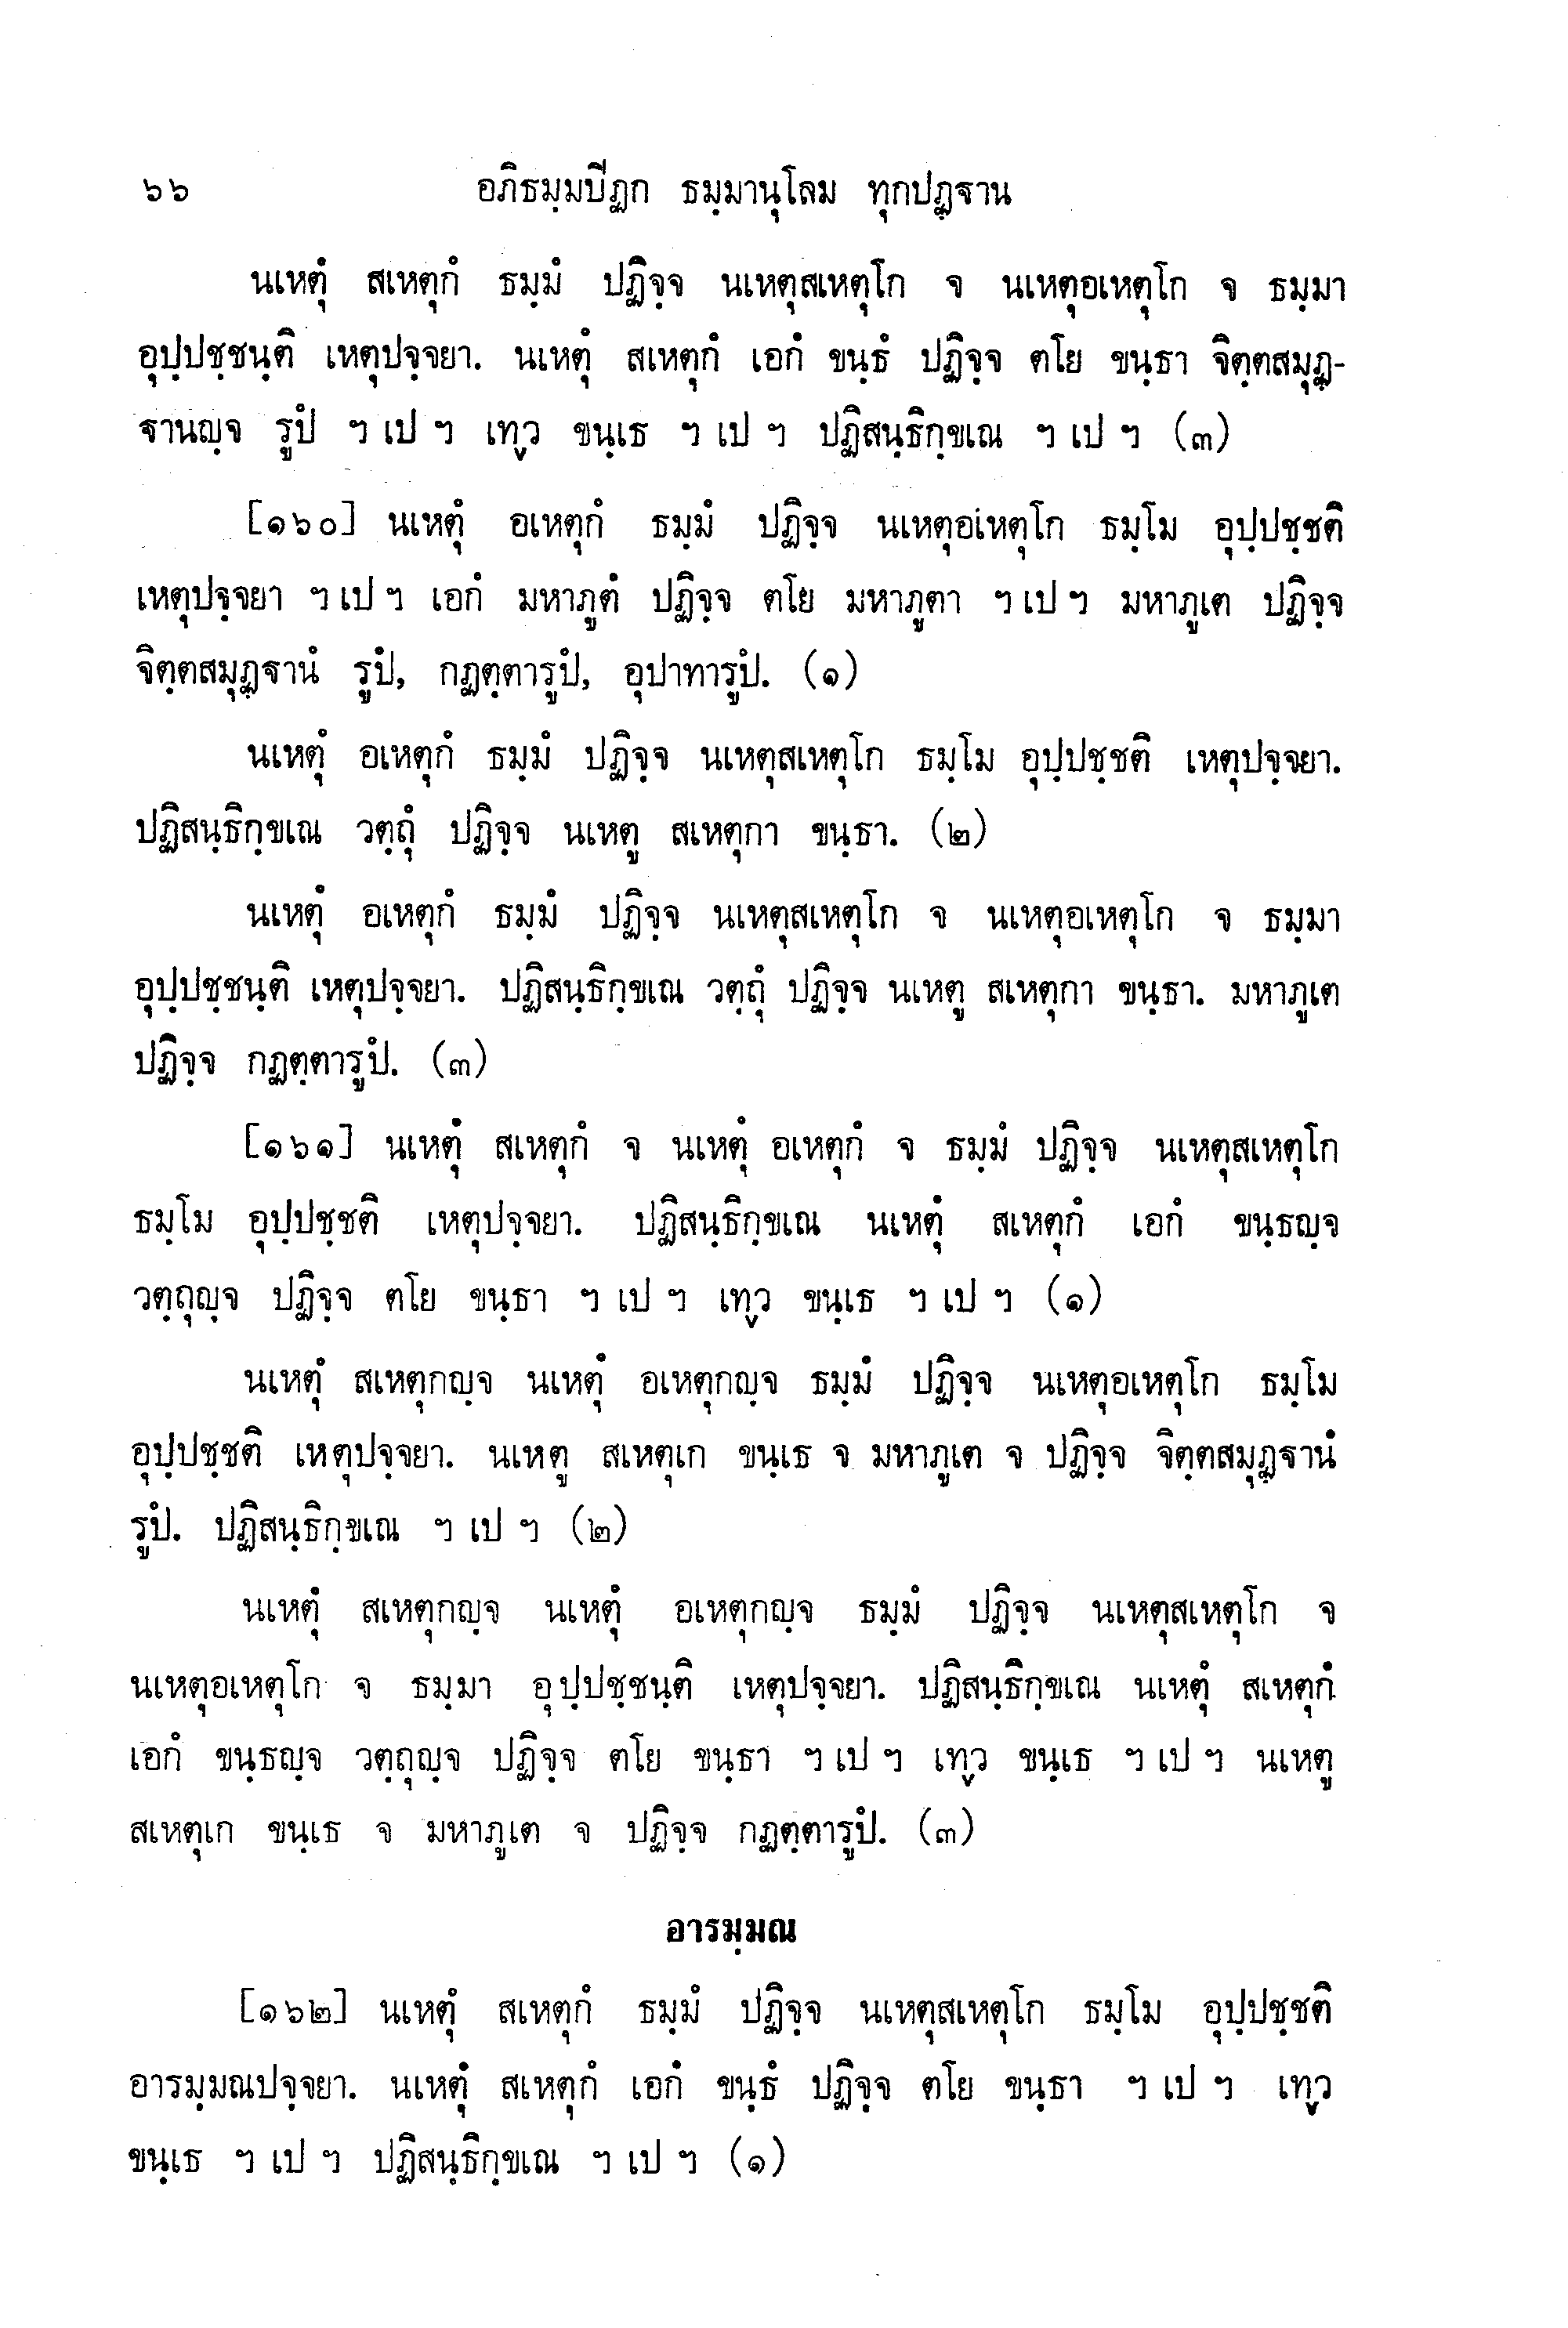 ๖๖ อภิธมฺมปิฏก ธมฺมานุโลม ทุกปฏฺฐาน
นเหตุํ สเหตุกํ ธมฺมํ ปฏิจฺจ นเหตุสเหตุโก จ นเหตุอเหตุโก จ ธมฺมา
อุปฺปชฺชนฺติ เหตุปจฺจยา. นเหตุํ สเหตุกํ เอกํ ขนฺธํ ปฏิจฺจ ตโย ขนฺธา จิตฺตสมุฏฺ-
ฐานญฺจ รูปํ ฯ เป ฯ เทฺว ขนฺเธ ฯ เป ฯ ปฏิสนฺธิกฺขเณ ฯ เป ฯ (๓)
[๑๖๐] นเหตุํ อเหตุกํ ธมฺมํ ปฏิจฺจ นเหตุอเหตุโก ธมฺโม อุปฺปชฺชติ
เหตุปจฺจยา ฯ เป ฯ เอกํ มหาภูตํ ปฏิจฺจ ตโย มหาภูตา ฯ เป ฯ มหาภูเต ปฏิจฺจ
จิตฺตสมุฏฺฐานํ รูปํ, กฏตฺตารูปํ, อุปาทารูปํ. (๑)
นเหตุํ อเหตุกํ ธมฺมํ ปฏิจฺจ นเหตุสเหตุโก ธมฺโม อุปฺปชฺชติ เหตุปจฺจยา.
ปฏิสนฺธิกฺขเณ วตฺถุํ ปฏิจฺจ นเหตู สเหตุกา ขนฺธา. (๒)
นเหตุํ อเหตุกํ ธมฺมํ ปฏิจฺจ นเหตุสเหตุโก จ นเหตุอเหตุโก จ ธมฺมา
อุปฺปชฺชนฺติ เหตุปจฺจยา. ปฏิสนฺธิกฺขเณ วตฺถุํ ปฏิจฺจ นเหตู สเหตุกา ขนฺธา. มหาภูเต
ปฏิจฺจ กฏตฺตารูปํ. (๓)
[๑๖๑] นเหตุํ สเหตุกํ จ นเหตุํ อเหตุกํ จ ธมฺมํ ปฏิจฺจ นเหตุสเหตุโก
ธมฺโม อุปฺปชฺชติ เหตุปจฺจยา. ปฏิสนฺธิกฺขเณ นเหตุํ สเหตุกํ เอกํ ขนฺธญฺจ
วตฺถุญฺจ ปฏิจฺจ ตโย ขนฺธา ฯ เป ฯ เทฺว ขนฺเธ ฯ เป ฯ (๑)
นเหตุํ สเหตุกญฺจ นเหตุํ อเหตุกญฺจ ธมฺมํ ปฏิจฺจ นเหตุอเหตุโก ธมฺโม
อุปฺปชฺชติ เหตุปจฺจยา. นเหตู สเหตุเก ขนฺเธ จ มหาภูเต จ ปฏิจฺจ จิตฺตสมุฏฺฐานํ
รูปํ. ปฏิสนฺธิกฺขเณ ฯ เป ฯ (๒)
นเหตุํ สเหตุกญฺจ นเหตุํ อเหตุกญฺจ ธมฺมํ ปฏิจฺจ นเหตุสเหตุโก จ
นเหตุอเหตุโก จ ธมฺมา อุปฺปชฺชนฺติ เหตุปจฺจยา. ปฏิสนฺธิกฺขเณ นเหตุํ สเหตุกํ
เอกํ ขนฺธญฺจ วตฺถุญฺจ ปฏิจฺจ ตโย ขนฺธา ฯ เป ฯ เทฺว ขนฺเธ ฯ เป ฯ นเหตู
สเหตุเก ขนฺเธ จ มหาภูเต จ ปฏิจฺจ กฏตฺตารูปํ. (๓)
อารมฺมณ
[๑๖๒] นเหตุํ สเหตุกํ ธมฺมํ ปฏิจฺจ นเหตุสเหตุโก ธมฺโม อุปฺปชฺชติ
อารมฺมณปจฺจยา. นเหตุํ สเหตุกํ เอกํ ขนฺธํ ปฏิจฺจ ตโย ขนฺธา ฯ เป ฯ เทฺว
ขนฺเธ ฯ เป ฯ ปฏิสนฺธิกฺขเณ ฯ เป ฯ (๑)